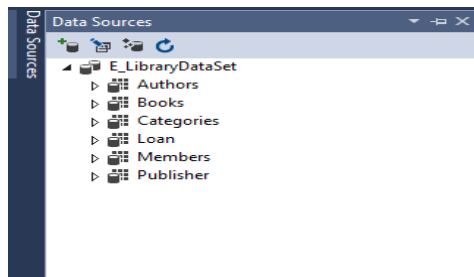 Data Sources
Data Sources
E_LibraryDataSet
Authors
Books
Categories
Loan
Members
Publisher